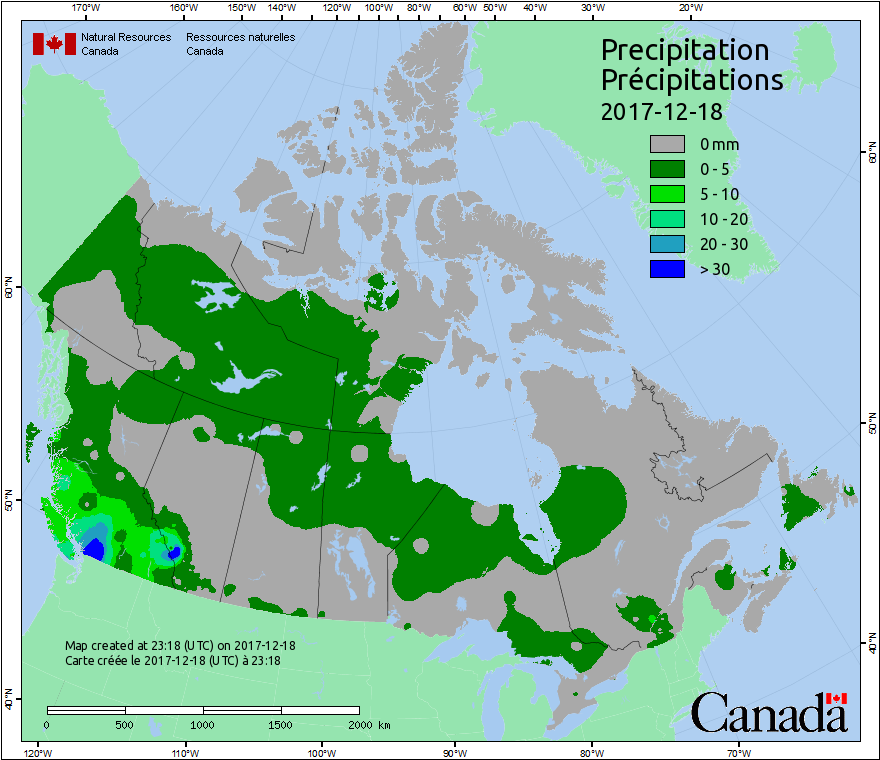 170°W 160°W 150°W 140°W 130°W 120°W 110°W 100°W 90°W 80°W 70°W 60°W 50°W 40°W 30°W 20°W
Natural Resources Ressources naturelles
Canada Canada
Precipitation
Précipitations
2017-12-18
0 mm
0 - 5
5 - 10
10 - 20
20 - 30
> 30
60°N
60°N
50°N
50°N
40°N
40°N
Map created at 23:18 (UTC) on 2017-12-18
Carte créée le 2017-12-18 (UTC) à 23:18
0 500 1000 1500 2000 km
Canada
120°W 110°W 100°W 90°W 80°W 70°W